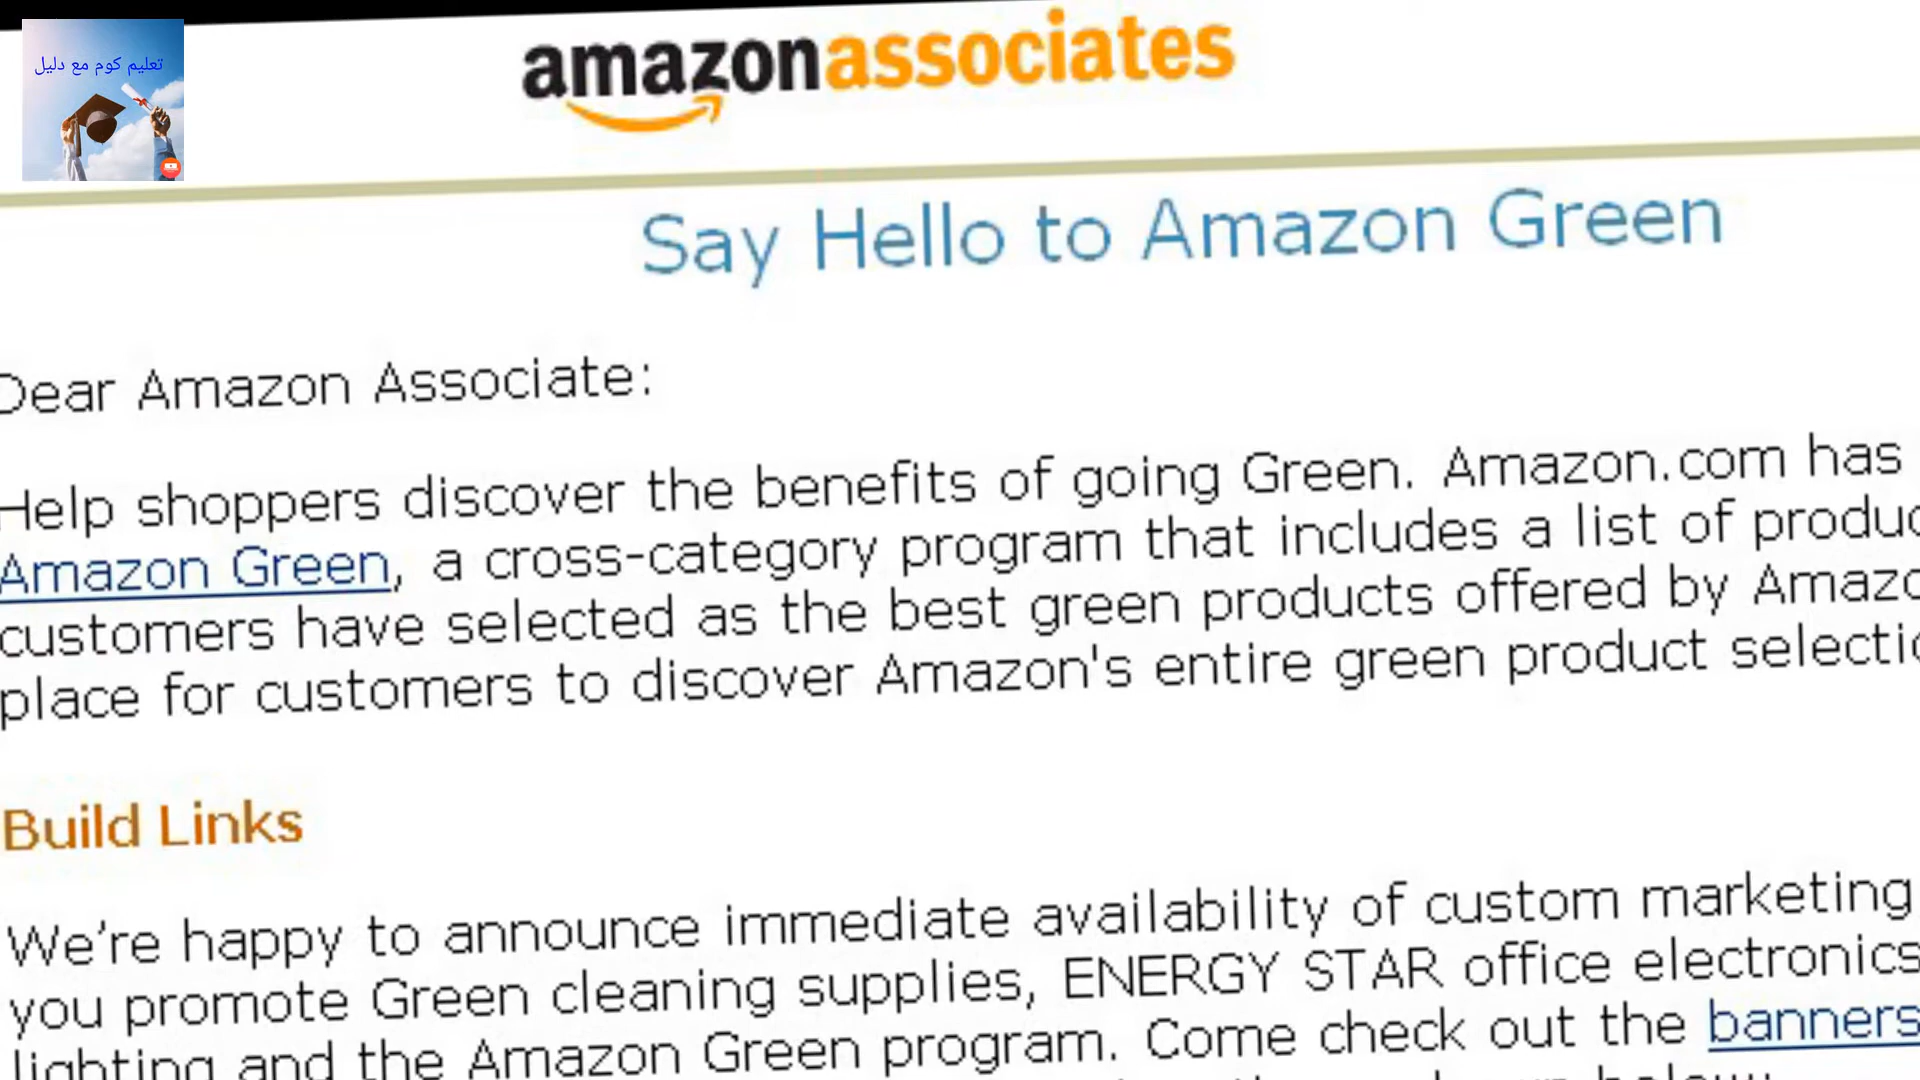 تعليم كوم مع دليل
amazonassociates
Say Hello to Amazon Green
Dear Amazon Associate:
Help shoppers discover the benefits of going Green. Amazon.com has
Amazon Green, a cross-category program that includes a list of
customers have selected as the best green products offered by
place for customers to discover Amazon's entire green product
Build Links
We're happy to announce immediate availability of custom marketing
you promote Green cleaning supplies, ENERGY STAR office electronics
lighting and the Amazon Green program. Come check out the banners